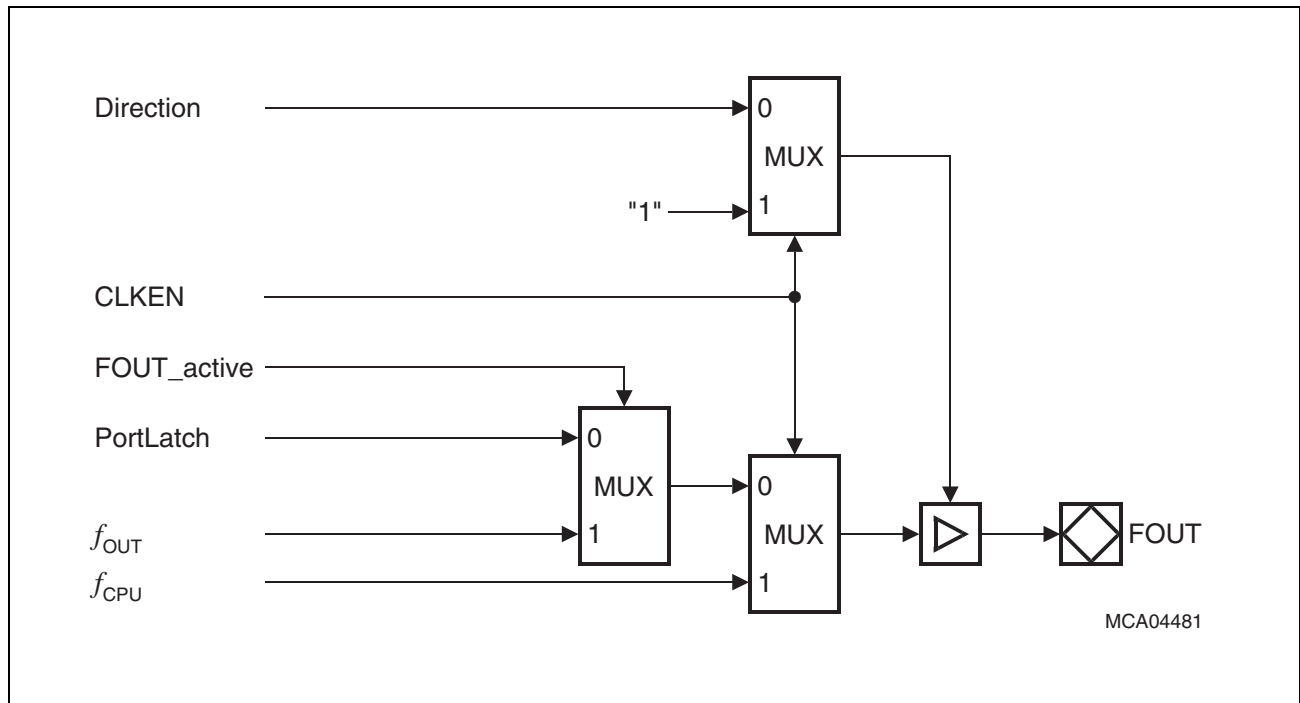 Direction
0
MUX
"1"
1
CLKEN
FOUT_active
PortLatch
0
MUX
0
f_OUT
1
MUX
FOUT
f_CPU
1
MCA04481